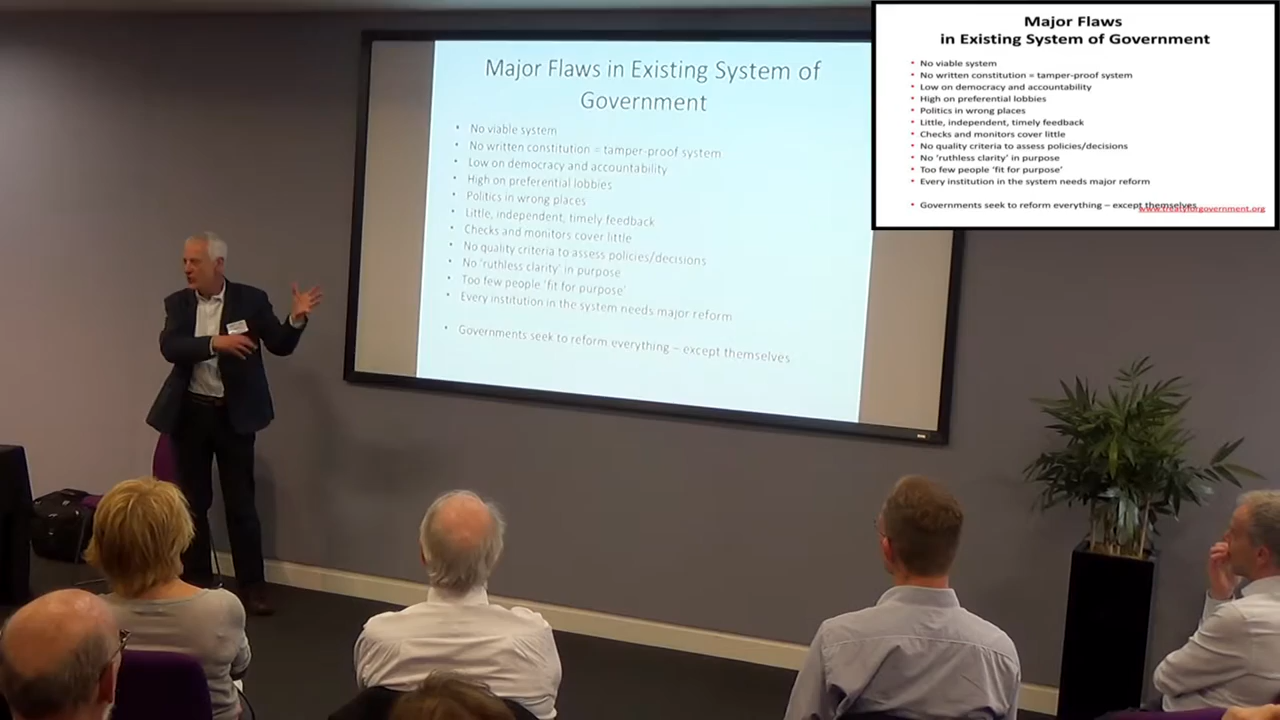 Major Flaws in Existing System of
Government
• No viable system
• No written constitution = tamper-proof system
• Low on democracy and accountability
• High on preferential lobbies
• Politics in wrong places
• Little, independent, timely feedback
• Checks and monitors cover little
• No quality criteria to assess policies/decisions
• No 'ruthless clarity' in purpose
• Too few people 'fit for purpose'
• Every institution in the system needs major reform
• Governments seek to reform everything – except themselves
Major Flaws
in Existing System of Government
• No viable system
• No written constitution = tamper-proof system
• Low on democracy and accountability
• High on preferential lobbies
• Politics in wrong places
• Little, independent, timely feedback
• Checks and monitors cover little
• No quality criteria to assess policies/decisions
• No 'ruthless clarity' in purpose
• Too few people 'fit for purpose'
• Every institution in the system needs major reform
• Governments seek to reform everything – except themselves
www.treatyforgovernment.org